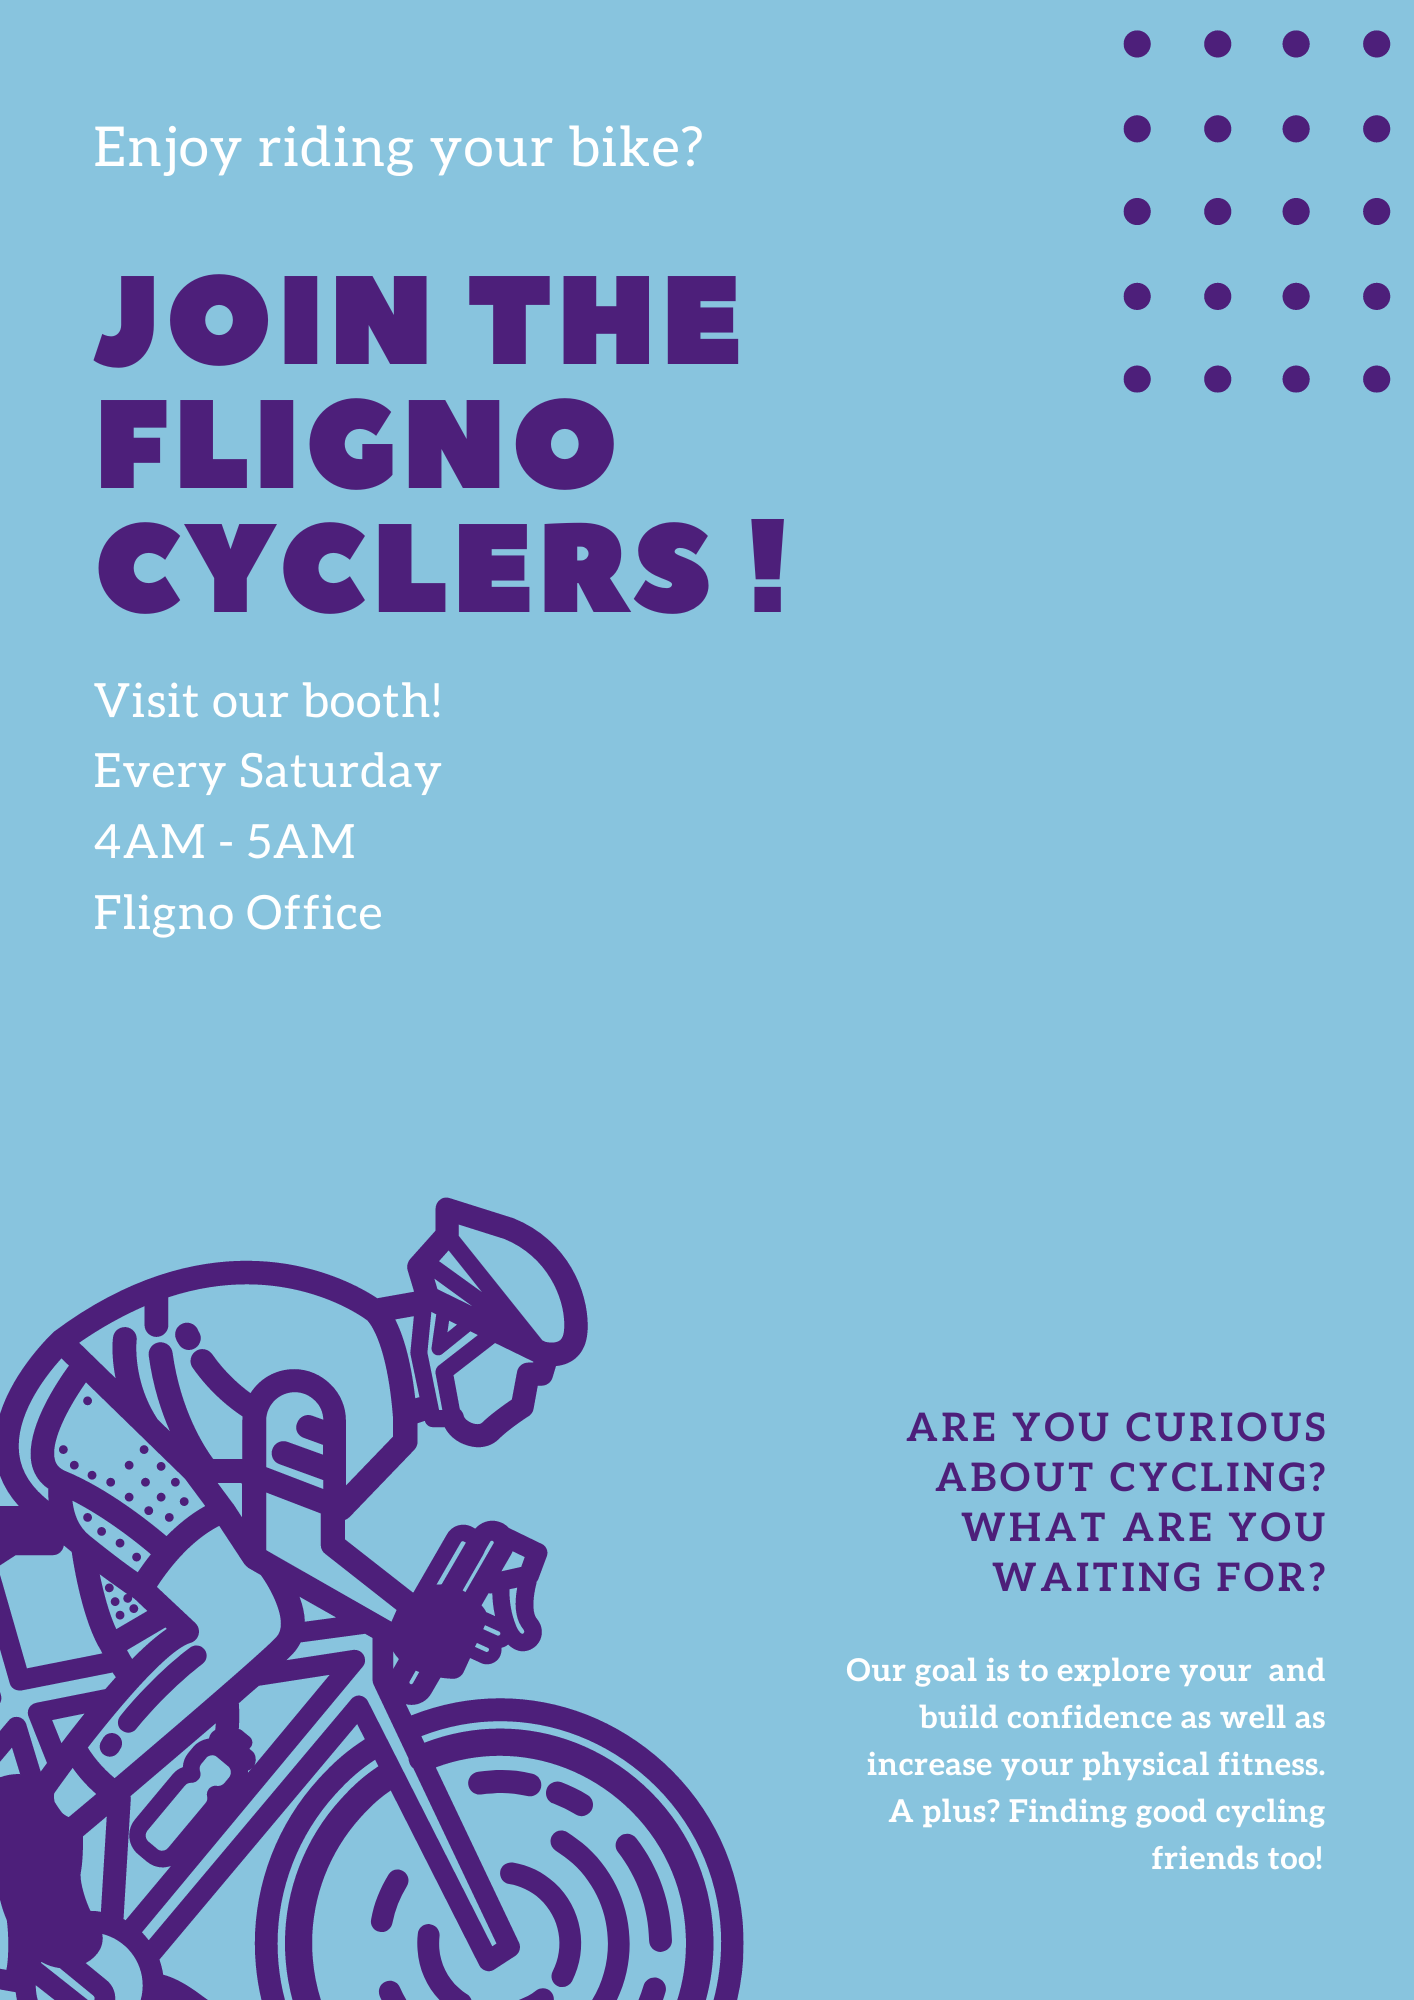 Enjoy riding your bike?
JOIN THE
FLIGNO
CYCLERS !
Visit our booth!
Every Saturday
4AM - 5AM
Fligno Office
ARE YOU CURIOUS
ABOUT CYCLING?
WHAT ARE YOU
WAITING FOR?
Our goal is to explore your  and
build confidence as well as
increase your physical fitness.
A plus? Finding good cycling
friends too!